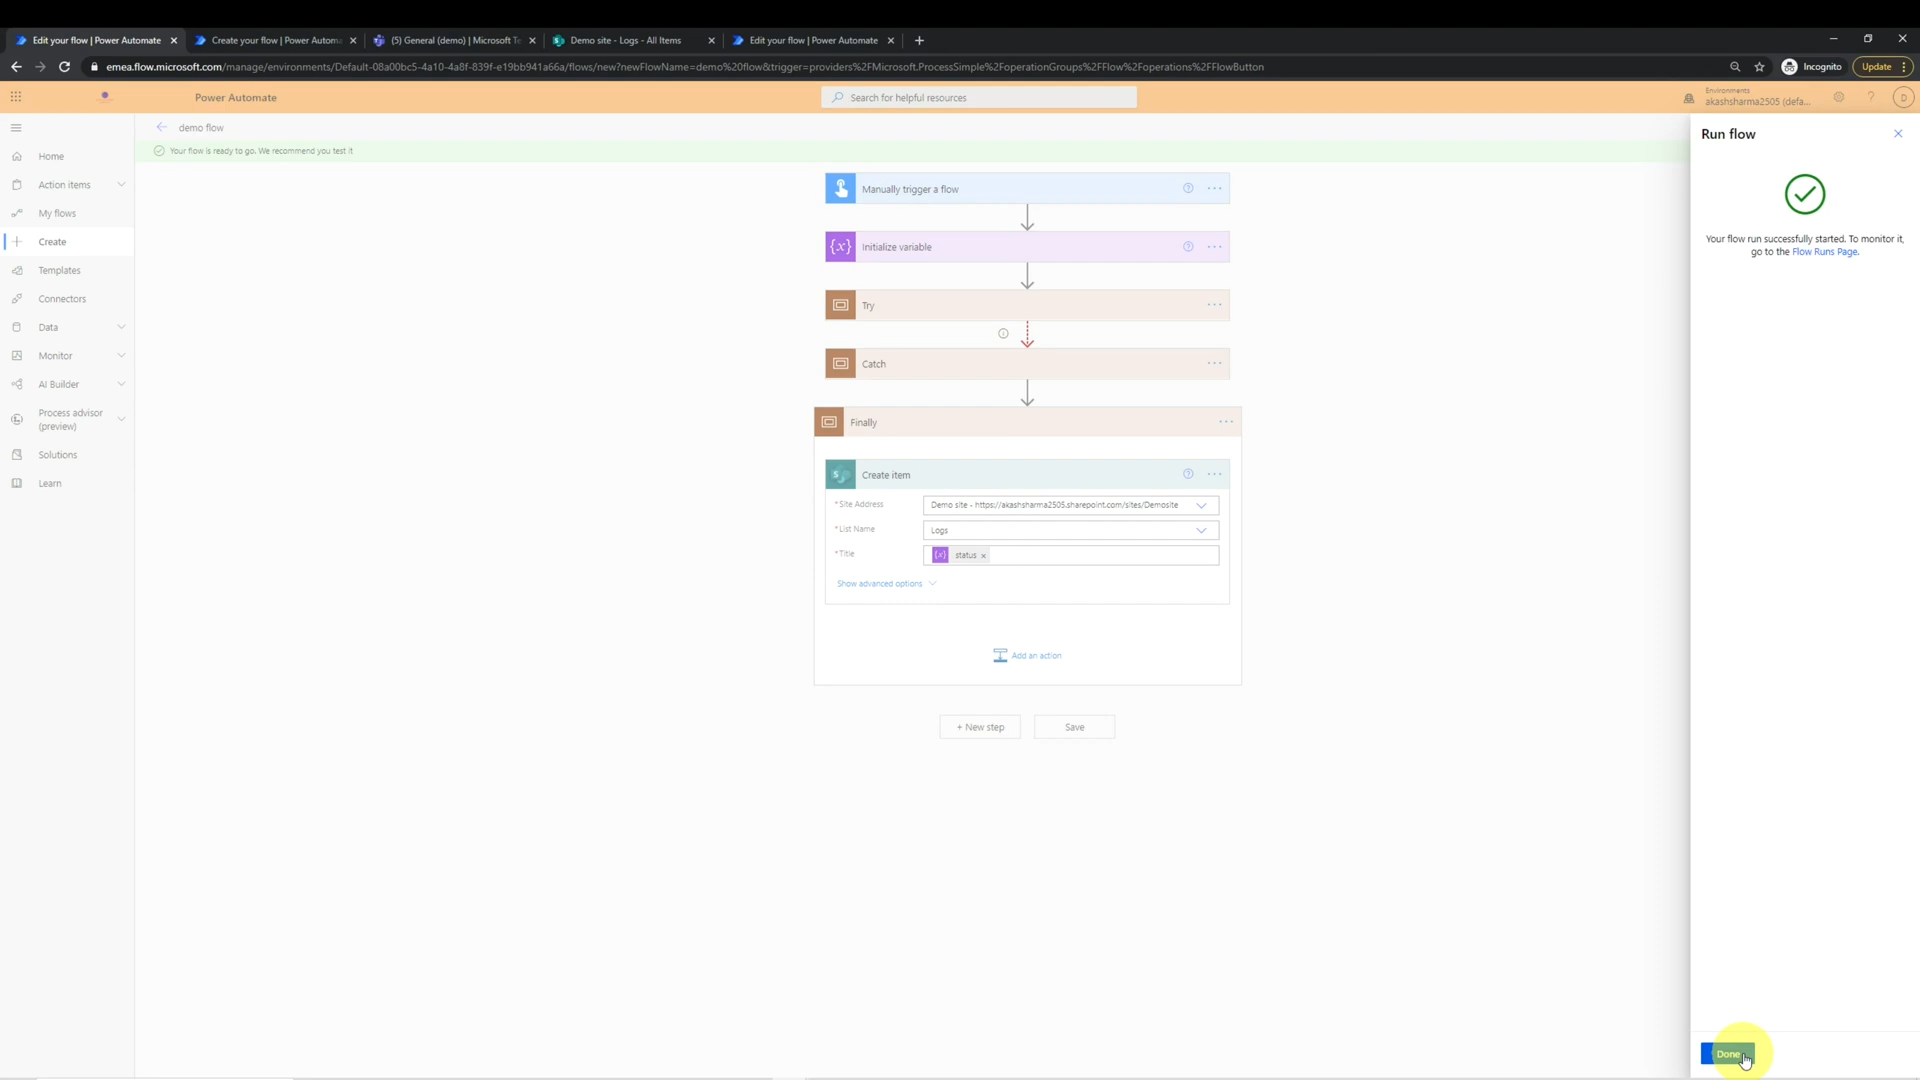 Edit your flow | Power Automate
Create your flow | Power Automa
(5) General (demo) | Microsoft Te
Demo site - Logs - All Items
Edit your flow | Power Automate
emea.flow.microsoft.com/manage/environments/Default-08a00bc5-4a10-4a8f-839f-e19bb941a66a/flows/new?newFlowName=demo%20flow&trigger=providers%2FMicrosoft.ProcessSimple%2FoperationGroups%2FFlow%2Foperations%2FFlowButton
Incognito
Update
Power Automate
Search for helpful resources
Environments
akashsharma2505 (defa...
D
demo flow
Your flow is ready to go. We recommend you test it
Home
Action items
My flows
Create
Templates
Connectors
Data
Monitor
AI Builder
Process advisor
(preview)
Solutions
Learn
Manually trigger a flow
{x} Initialize variable
Try
Catch
Finally
S Create item
*Site Address
Demo site - https://akashsharma2505.sharepoint.com/sites/Demosite
*List Name
Logs
*Title
{x} status ×
Show advanced options
Add an action
+ New step
Save
Run flow
Your flow run successfully started. To monitor it,
go to the Flow Runs Page.
Done